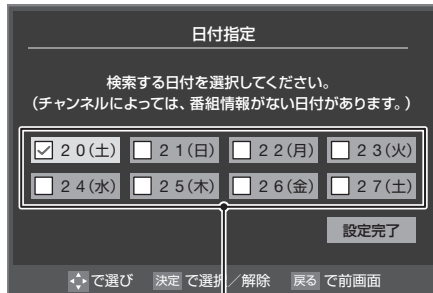 日付指定
検索する日付を選択してください。
(チャンネルによっては、番組情報がない日付があります。)
20(土) 21(日) 22(月) 23(火)
24(水) 25(木) 26(金) 27(土)
設定完了
で選び 決定 で選択/解除 戻る で前画面